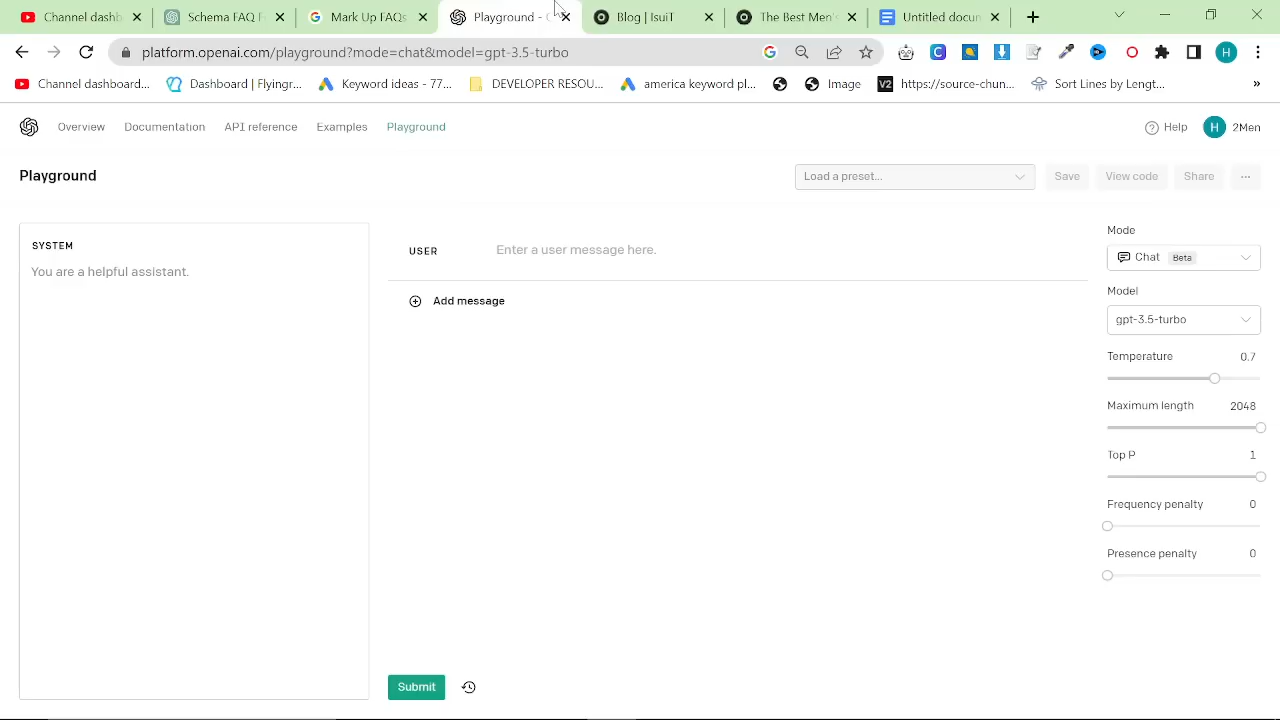 Channel dashb
Schema FAQ F
Markup FAQs
Playground - O
Blog | IsuiT
The Best Men
Untitled docun
platform.openai.com/playground?mode=chat&model=gpt-3.5-turbo
H
Channel dashboard...
Dashboard | Flyingr...
Keyword ideas - 77...
DEVELOPER RESOU...
america keyword pl...
Image
V2
https://source-chun...
Sort Lines by Lengt...
»
Overview
Documentation
API reference
Examples
Playground
Help
H
2Men
Playground
Load a preset...
Save
View code
Share
...
SYSTEM
You are a helpful assistant.
USER
Enter a user message here.
Add message
Mode
Chat Beta
Model
gpt-3.5-turbo
Temperature 0.7
Maximum length 2048
Top P 1
Frequency penalty 0
Presence penalty 0
Submit